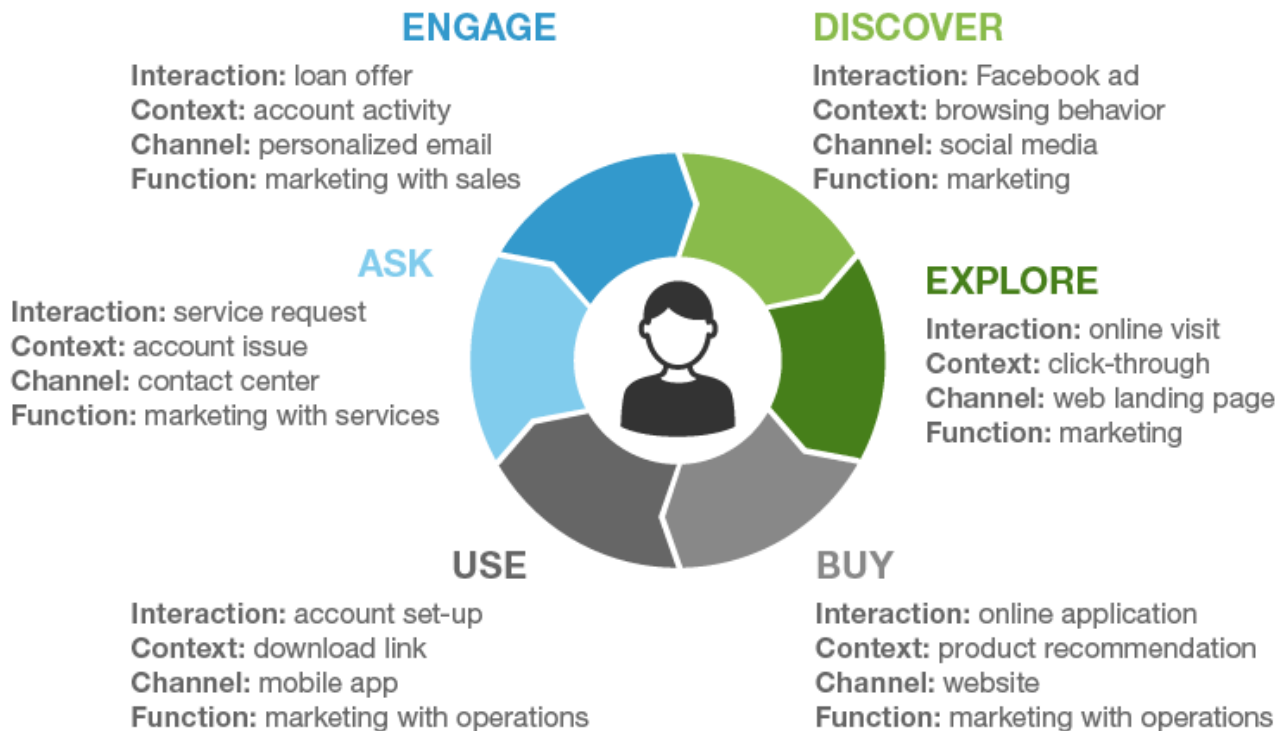 ENGAGE
Interaction: loan offer
Context: account activity
Channel: personalized email
Function: marketing with sales
DISCOVER
Interaction: Facebook ad
Context: browsing behavior
Channel: social media
Function: marketing
ASK
Interaction: service request
Context: account issue
Channel: contact center
Function: marketing with services
EXPLORE
Interaction: online visit
Context: click-through
Channel: web landing page
Function: marketing
USE
Interaction: account set-up
Context: download link
Channel: mobile app
Function: marketing with operations
BUY
Interaction: online application
Context: product recommendation
Channel: website
Function: marketing with operations